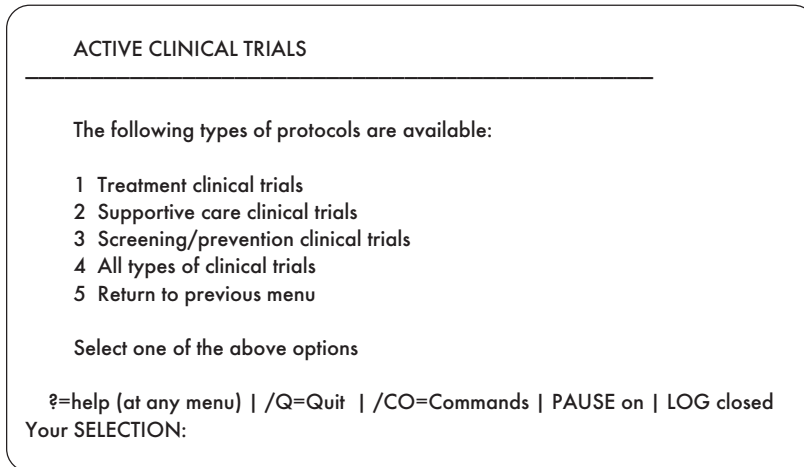 ACTIVE CLINICAL TRIALS
The following types of protocols are available:
1 Treatment clinical trials
2 Supportive care clinical trials
3 Screening/prevention clinical trials
4 All types of clinical trials
5 Return to previous menu
Select one of the above options
?=help (at any menu) | /Q=Quit | /CO=Commands | PAUSE on | LOG closed
Your SELECTION: